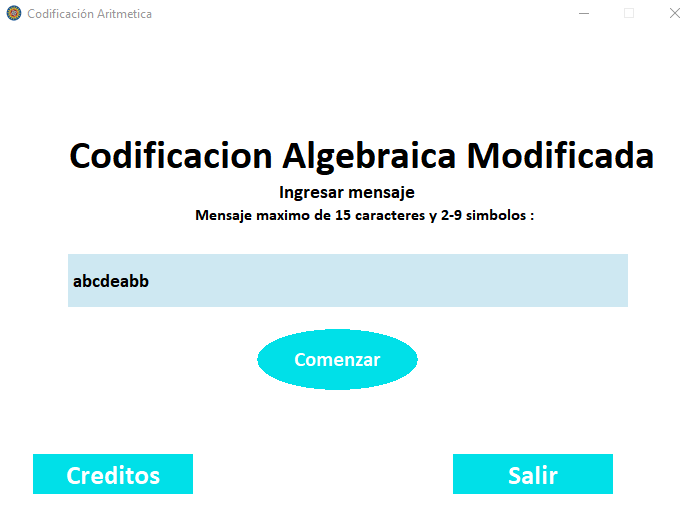 Codificación Aritmetica
Codificacion Algebraica Modificada
Ingresar mensaje
Mensaje maximo de 15 caracteres y 2-9 simbolos :
abcdeabb
Comenzar
Creditos
Salir